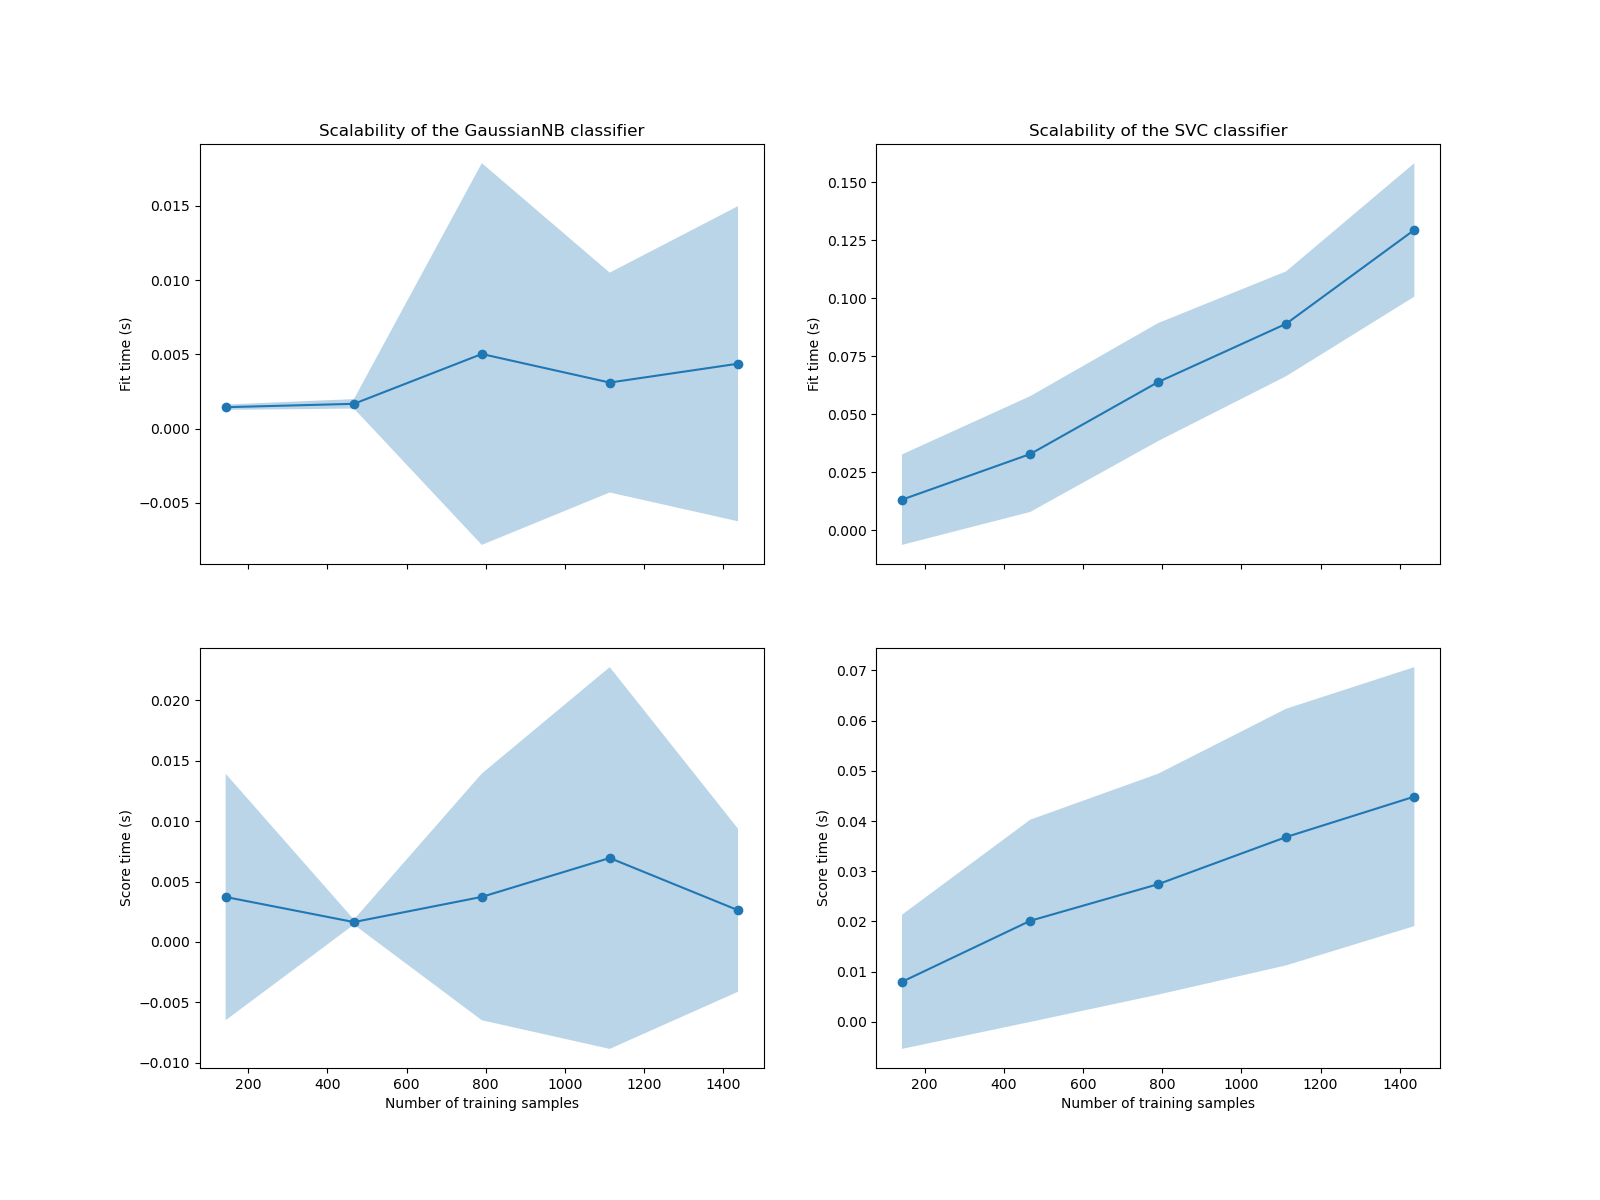 Scalability of the GaussianNB classifier
Scalability of the SVC classifier
0.015
0.010
0.005
0.000
−0.005
Fit time (s)
0.150
0.125
0.100
0.075
0.050
0.025
0.000
Fit time (s)
0.020
0.015
0.010
0.005
0.000
−0.005
−0.010
Score time (s)
200 400 600 800 1000 1200 1400
Number of training samples
0.07
0.06
0.05
0.04
0.03
0.02
0.01
0.00
Score time (s)
200 400 600 800 1000 1200 1400
Number of training samples